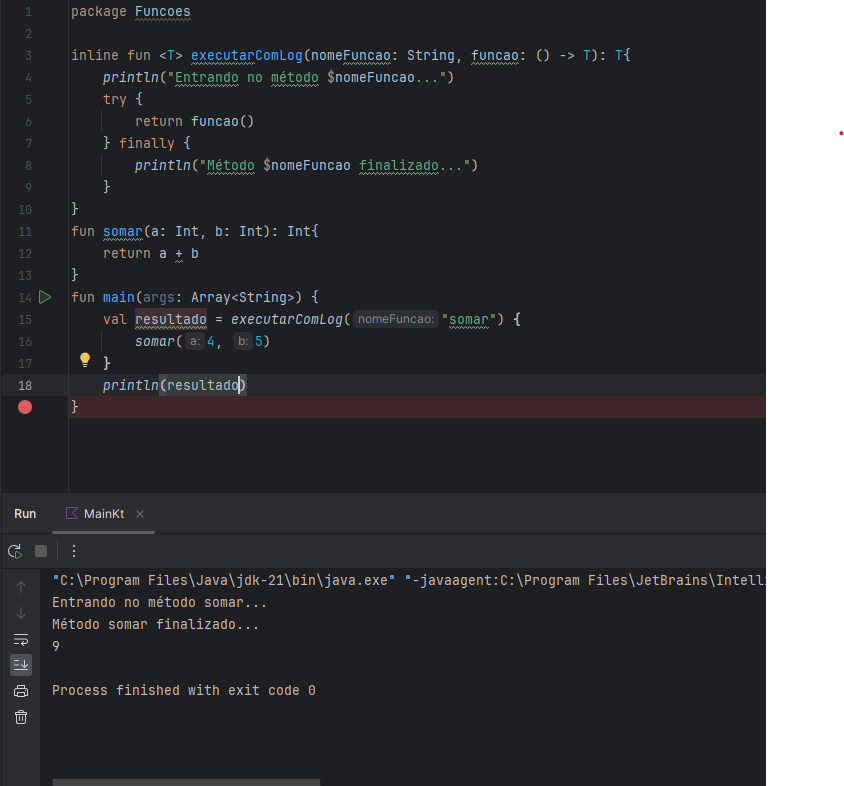 1 package Funcoes
2
3 inline fun <T> executarComLog(nomeFuncao: String, funcao: () -> T): T{
4 println("Entrando no método $nomeFuncao...")
5 try {
6 return funcao()
7 } finally {
8 println("Método $nomeFuncao finalizado...")
9 }
10 }
11 fun somar(a: Int, b: Int): Int{
12 return a + b
13 }
14 fun main(args: Array<String>) {
15 val resultado = executarComLog( nomeFuncao: "somar") {
16 somar( a: 4, b: 5)
17 }
18 println(resultado)
}
Run MainKt
"C:\Program Files\Java\jdk-21\bin\java.exe" "-javaagent:C:\Program Files\JetBrains\Intelli
Entrando no método somar...
Método somar finalizado...
9
Process finished with exit code 0